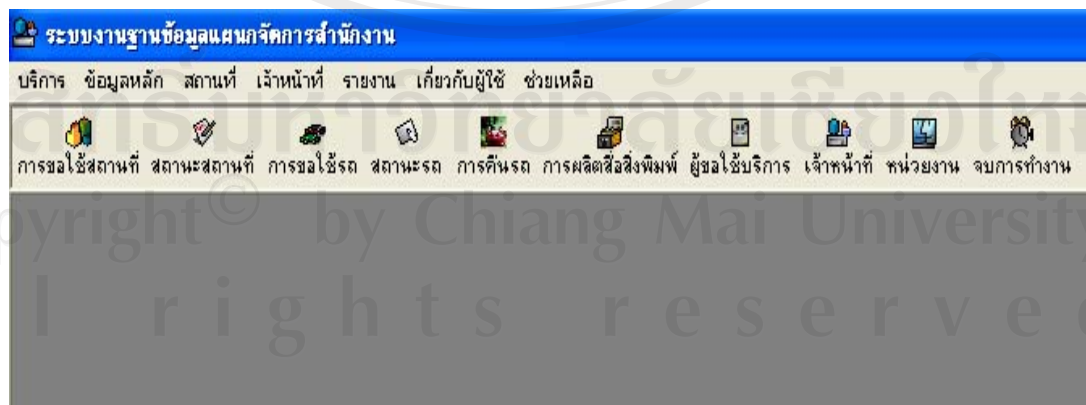 ระบบงานฐานข้อมูลแผนกจัดการสำนักงาน
บริการ ข้อมูลหลัก สถานที่ เจ้าหน้าที่ รายงาน เกี่ยวกับผู้ใช้ ช่วยเหลือ
การขอใช้สถานที่ สถานะสถานที่ การขอใช้รถ สถานะรถ การคืนรถ การผลิตสื่อสิ่งพิมพ์ ผู้ขอใช้บริการ เจ้าหน้าที่ หน่วยงาน จบการทำงาน
by Chiang Mai University
rights